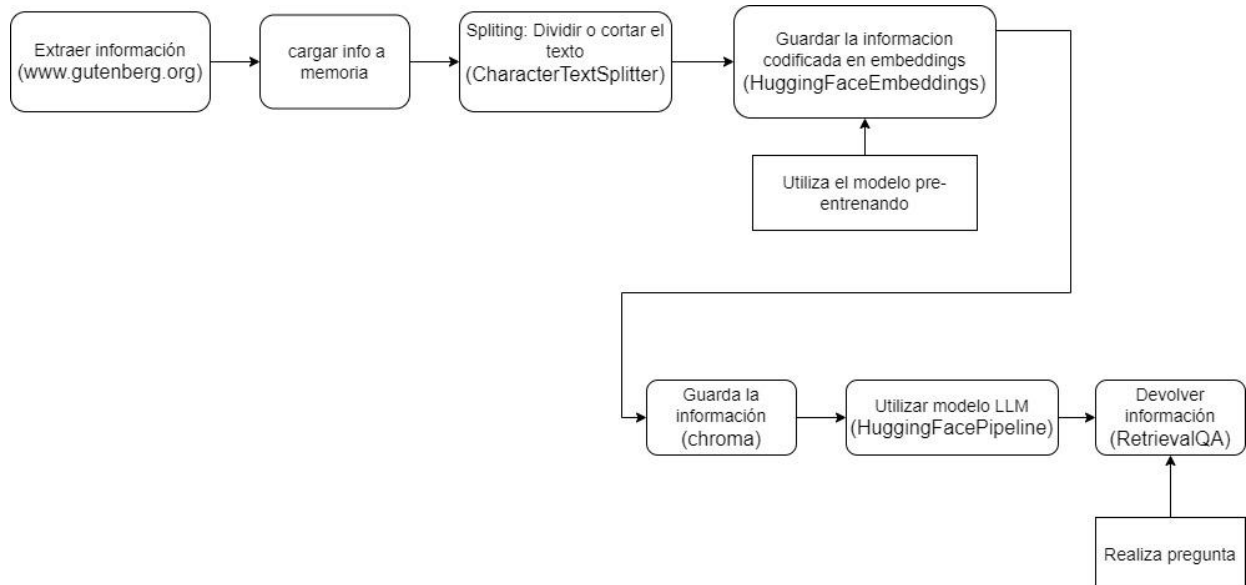 Extraer información
(www.gutenberg.org)
cargar info a
memoria
Spliting: Dividir o cortar el
texto
(CharacterTextSplitter)
Guardar la informacion
codificada en embeddings
(HuggingFaceEmbeddings)
Utiliza el modelo pre-
entrenando
Guarda la
información
(chroma)
Utilizar modelo LLM
(HuggingFacePipeline)
Devolver
información
(RetrievalQA)
Realiza pregunta